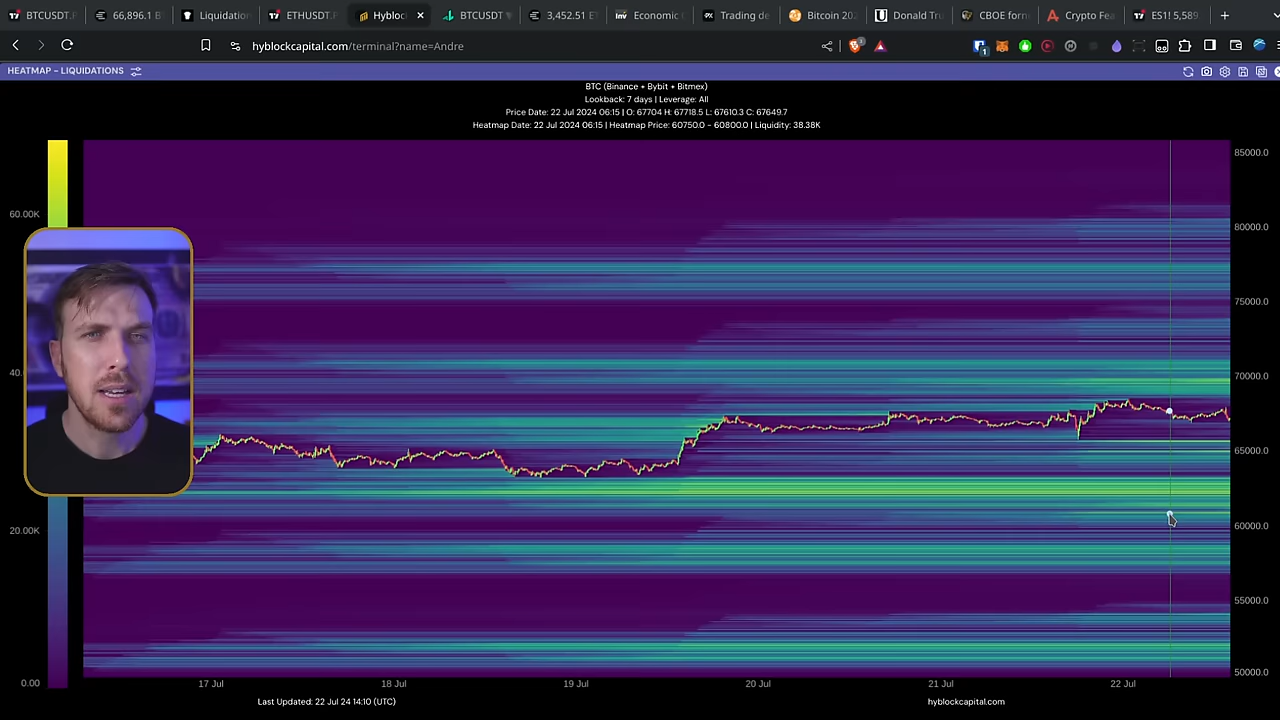 BTCUSDT.P
66,896.1 B
Liquidation
ETHUSDT.P
Hybloc
BTCUSDT
3,452.51 E
Economic
Trading de
Bitcoin 202
Donald Tru
CBOE forn
Crypto Fea
ES1! 5,589
hyblockcapital.com/terminal?name=Andre
HEATMAP - LIQUIDATIONS
BTC (Binance + Bybit + Bitmex)
Lookback: 7 days | Leverage: All
Price Date: 22 Jul 2024 06:15 | O: 67704 H: 67718.5 L: 67610.3 C: 67649.7
Heatmap Date: 22 Jul 2024 06:15 | Heatmap Price: 60750.0 - 60800.0 | Liquidity: 38.38K
60.00K
40.
20.00K
0.00
85000.0
80000.0
75000.0
70000.0
65000.0
60000.0
55000.0
50000.0
17 Jul
18 Jul
19 Jul
20 Jul
21 Jul
22 Jul
Last Updated: 22 Jul 24 14:10 (UTC)
hyblockcapital.com